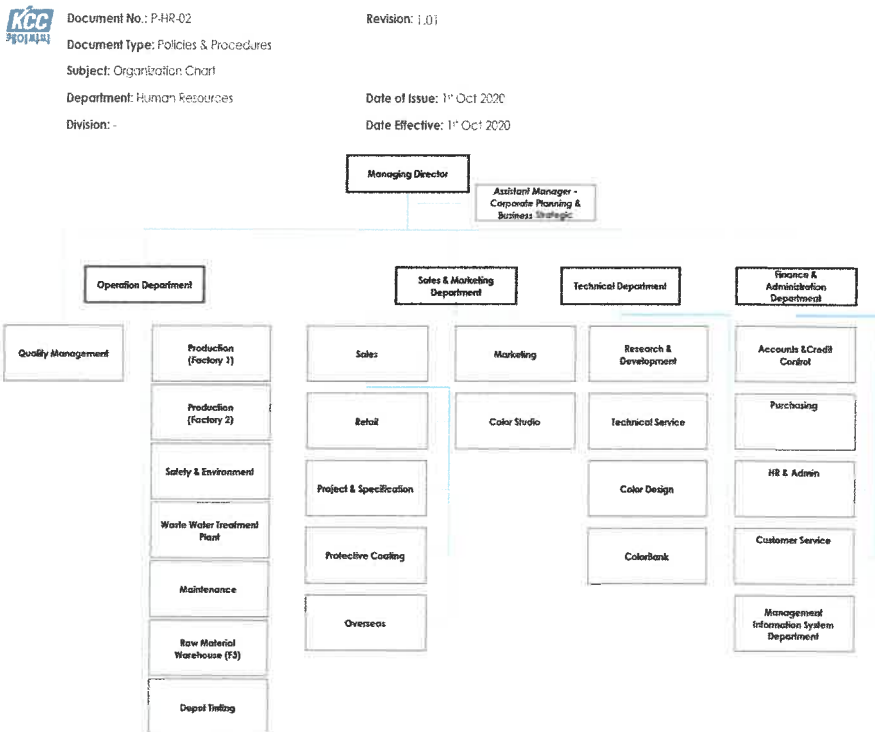 KCC
케이씨씨
Document No.: P-HR-02
Revision: 1.01
Document Type: Policies & Procedures
Subject: Organization Chart
Department: Human Resources
Date of Issue: 1st Oct 2020
Division: -
Date Effective: 1st Oct 2020
Managing Director
Assistant Manager -
Corporate Planning &
Business Strategic
Operation Department
Sales & Marketing
Department
Technical Department
Finance &
Administration
Department
Quality Management
Production
(Factory 1)
Production
(Factory 2)
Safety & Environment
Waste Water Treatment
Plant
Maintenance
Raw Material
Warehouse (F3)
Depot Tinting
Sales
Retail
Project & Specification
Protective Coating
Overseas
Marketing
Color Studio
Research &
Development
Technical Service
Color Design
ColorBank
Accounts &Credit
Control
Purchasing
HR & Admin
Customer Service
Management
Information System
Department